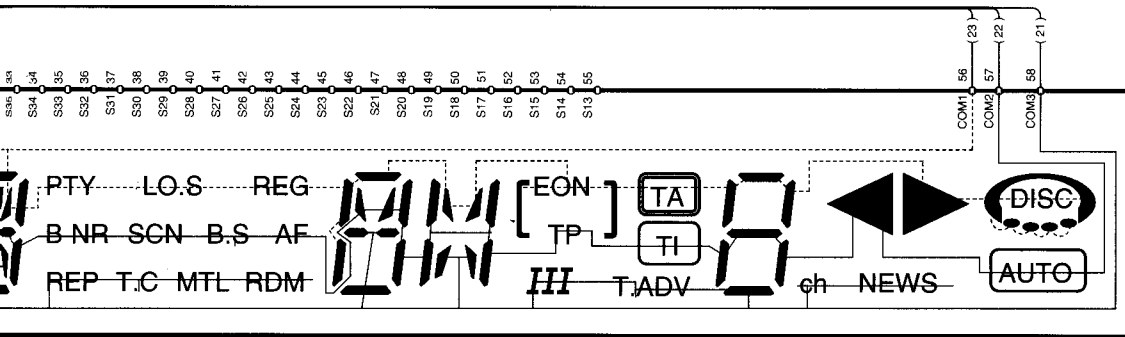 (23) (22) (21)
33 34 35 36 37 38 39 40 41 42 43 44 45 46 47 48 49 50 51 52 53 54 55 56 57 58
S35 S34 S33 S32 S31 S30 S29 S28 S27 S26 S25 S24 S23 S22 S21 S20 S19 S18 S17 S16 S15 S14 S13 COM1 COM2 COM3
PTY LO.S REG EON TA DISC
B NR SCN B.S AF TP TI
REP T.C MTL RDM III T.ADV ch NEWS AUTO